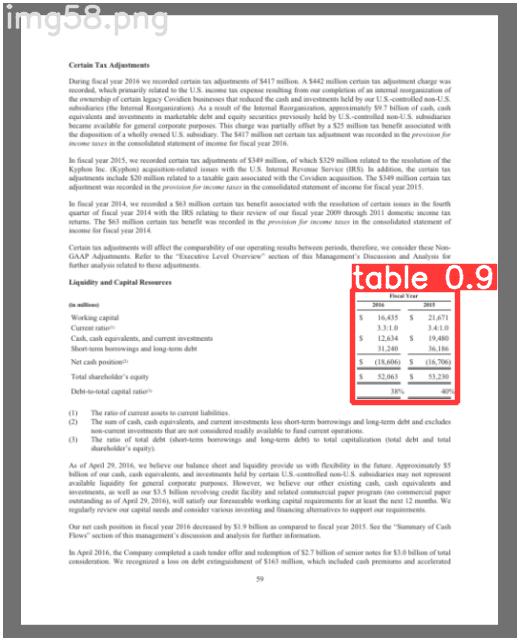 img58.png
Certain Tax Adjustments
During fiscal year 2016 we recorded certain tax adjustments of $417 million. A $442 million certain tax adjustment charge was
recorded, which primarily related to the U.S. income tax expense resulting from our completion of an internal reorganization of
the ownership of certain legacy Covidien businesses that reduced the cash and investments held by our U.S.-controlled non-U.S.
subsidiaries (the Internal Reorganization). As a result of the Internal Reorganization, approximately $9.7 billion of cash, cash
equivalents and investments in marketable debt and equity securities previously held by U.S.-controlled non-U.S. subsidiaries
became available for general corporate purposes. This charge was partially offset by a $25 million tax benefit associated with
the disposition of a wholly owned U.S. subsidiary. The $417 million net certain tax adjustment was recorded in the provision for
income taxes in the consolidated statement of income for fiscal year 2016.
In fiscal year 2015, we recorded certain tax adjustments of $349 million, of which $329 million related to the resolution of the
Kyphon Inc. (Kyphon) acquisition-related issues with the U.S. Internal Revenue Service (IRS). In addition, the certain tax
adjustments include $20 million related to a taxable gain associated with the Covidien acquisition. The $349 million certain tax
adjustment was recorded in the provision for income taxes in the consolidated statement of income for fiscal year 2015.
In fiscal year 2014, we recorded a $63 million certain tax benefit associated with the resolution of certain issues in the fourth
quarter of fiscal year 2014 with the IRS relating to their review of our fiscal year 2009 through 2011 domestic income tax
returns. The $63 million certain tax benefit was recorded in the provision for income taxes in the consolidated statement of
income for fiscal year 2014.
Certain tax adjustments will affect the comparability of our operating results between periods, therefore, we consider these Non-
GAAP Adjustments. Refer to the "Executive Level Overview" section of this Management's Discussion and Analysis for
further analysis related to these adjustments.
table 0.9
Liquidity and Capital Resources
Fiscal Year
(in millions) 2016 2015
Working capital $ 16,435 $ 21,671
Current ratio(1) 3.3:1.0 3.4:1.0
Cash, cash equivalents, and current investments $ 12,634 $ 19,480
Short-term borrowings and long-term debt 31,240 36,186
Net cash position(2) $ (18,606) $ (16,706)
Total shareholder's equity $ 52,063 $ 53,230
Debt-to-total capital ratio(3) 38% 40%
(1) The ratio of current assets to current liabilities.
(2) The sum of cash, cash equivalents, and current investments less short-term borrowings and long-term debt and excludes
non-current investments that are not considered readily available to fund current operations.
(3) The ratio of total debt (short-term borrowings and long-term debt) to total capitalization (total debt and total
shareholder's equity).
As of April 29, 2016, we believe our balance sheet and liquidity provide us with flexibility in the future. Approximately $5
billion of our cash, cash equivalents, and investments held by certain U.S.-controlled non-U.S. subsidiaries may not represent
available liquidity for general corporate purposes. However, we believe our other existing cash, cash equivalents and
investments, as well as our $3.5 billion revolving credit facility and related commercial paper program (no commercial paper
outstanding as of April 29, 2016), will satisfy our foreseeable working capital requirements for at least the next 12 months. We
regularly review our capital needs and consider various investing and financing alternatives to support our requirements.
Our net cash position in fiscal year 2016 decreased by $1.9 billion as compared to fiscal year 2015. See the "Summary of Cash
Flows" section of this management's discussion and analysis for further information.
In April 2016, the Company completed a cash tender offer and redemption of $2.7 billion of senior notes for $3.0 billion of total
consideration. We recognized a loss on debt extinguishment of $163 million, which included cash premiums and accelerated
59